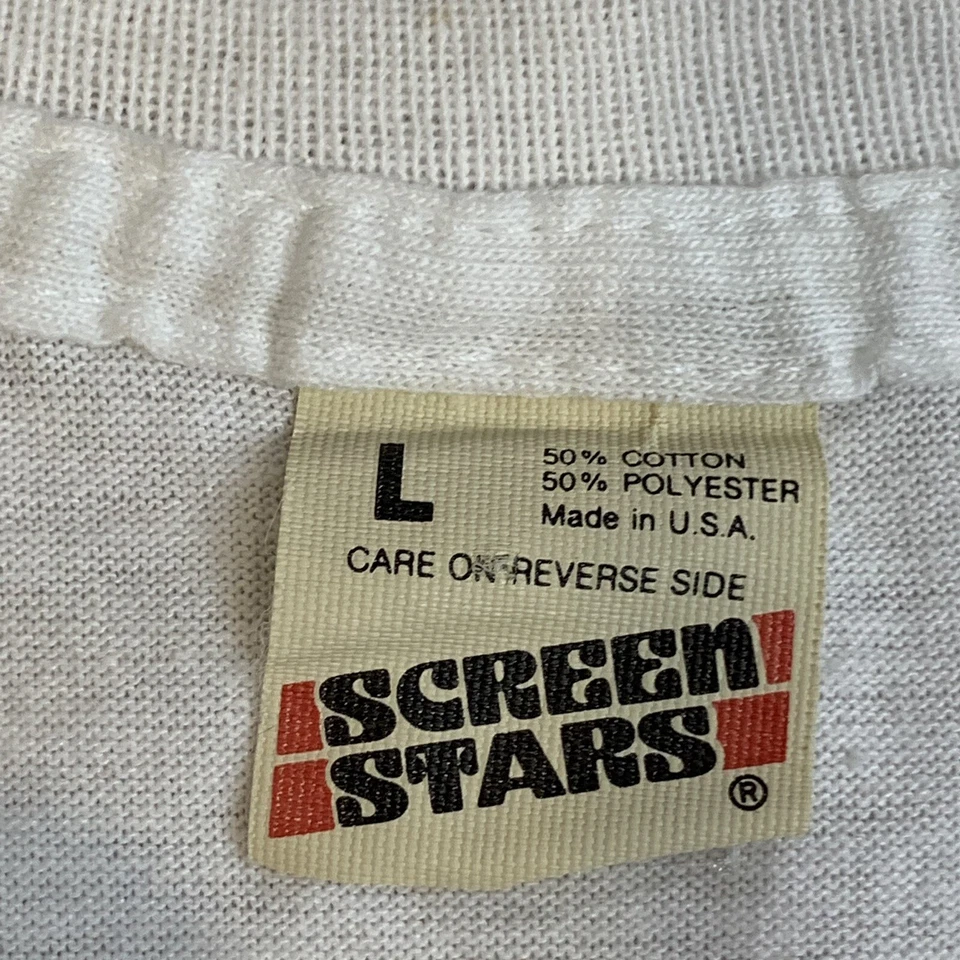 L
50% COTTON
50% POLYESTER
Made in U.S.A.
CARE ON REVERSE SIDE
SCREEN
STARS
®